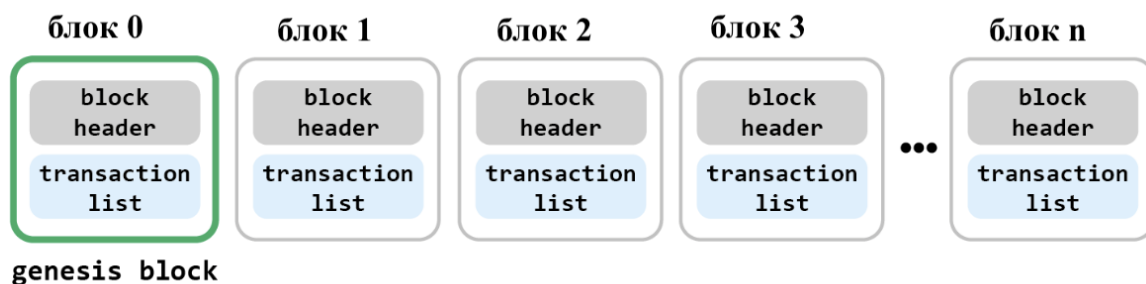 блок 0
блок 1
блок 2
блок 3
блок n
block
header
block
header
block
header
block
header
block
header
transaction
list
transaction
list
transaction
list
transaction
list
•••
transaction
list
genesis block